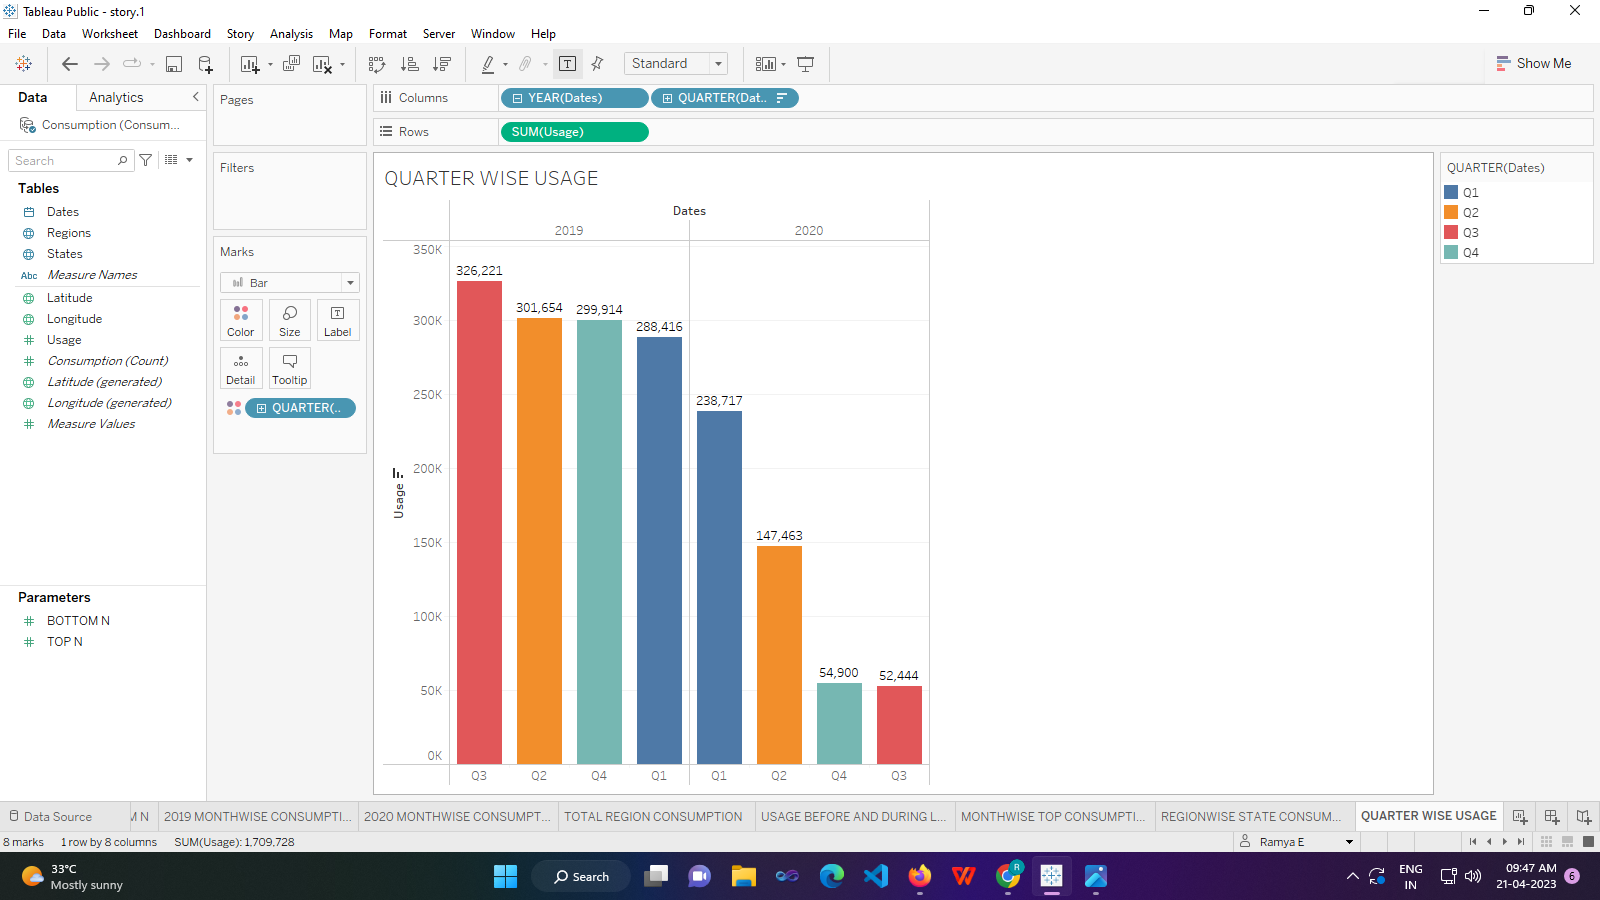 Tableau Public - story.1
File Data Worksheet Dashboard Story Analysis Map Format Server Window Help
Standard
Show Me
Data Analytics
Pages
Columns YEAR(Dates) QUARTER(Dat..
Consumption (Consum...
Rows SUM(Usage)
Search
Filters
QUARTER WISE USAGE
QUARTER(Dates)
Q1
Q2
Q3
Q4
Tables
Dates
Regions
States
Abc Measure Names
Latitude
Longitude
Usage
Consumption (Count)
Latitude (generated)
Longitude (generated)
Measure Values
Marks
Bar
Color Size Label
Detail Tooltip
QUARTER(..
Dates
2019 2020
350K
300K
250K
200K
150K
100K
50K
0K
Usage
326,221
301,654
299,914
288,416
238,717
147,463
54,900
52,444
Q3 Q2 Q4 Q1 Q1 Q2 Q4 Q3
Parameters
BOTTOM N
TOP N
Data Source N 2019 MONTHWISE CONSUMPTI... 2020 MONTHWISE CONSUMPT... TOTAL REGION CONSUMPTION USAGE BEFORE AND DURING L... MONTHWISE TOP CONSUMPTI... REGIONWISE STATE CONSUM... QUARTER WISE USAGE
8 marks 1 row by 8 columns SUM(Usage): 1,709,728 Ramya E
33°C
Mostly sunny
Search
R
ENG
IN
09:47 AM
21-04-2023
6